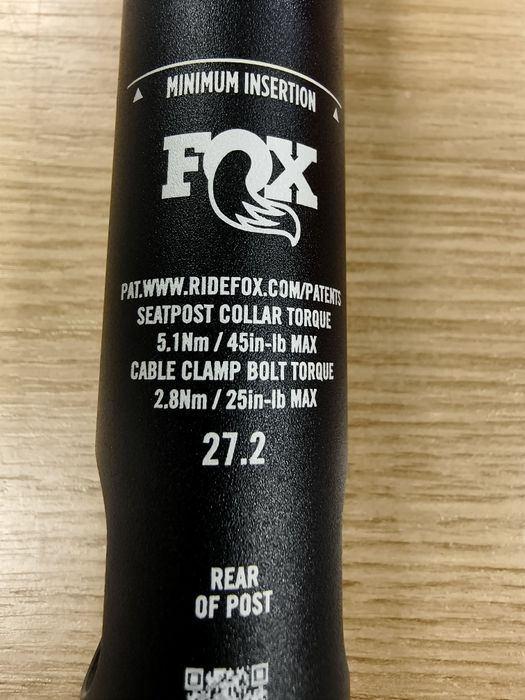 MINIMUM INSERTION
FOX
PAT.WWW.RIDEFOX.COM/PATENTS
SEATPOST COLLAR TORQUE
5.1Nm / 45in-lb MAX
CABLE CLAMP BOLT TORQUE
2.8Nm / 25in-lb MAX
27.2
REAR
OF POST